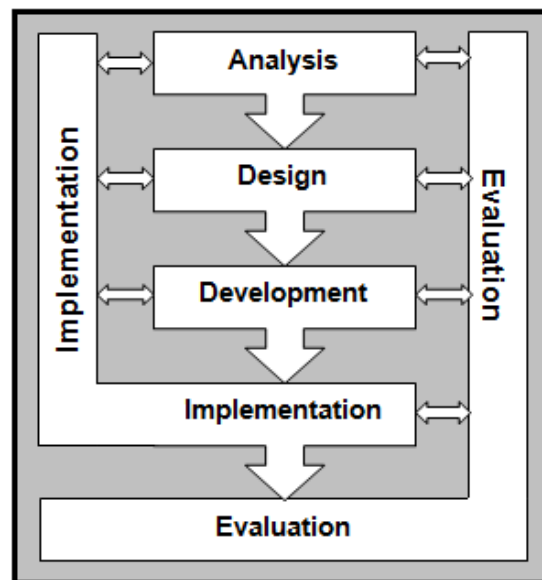 Analysis
Implementation
Design
Evaluation
Development
Implementation
Evaluation